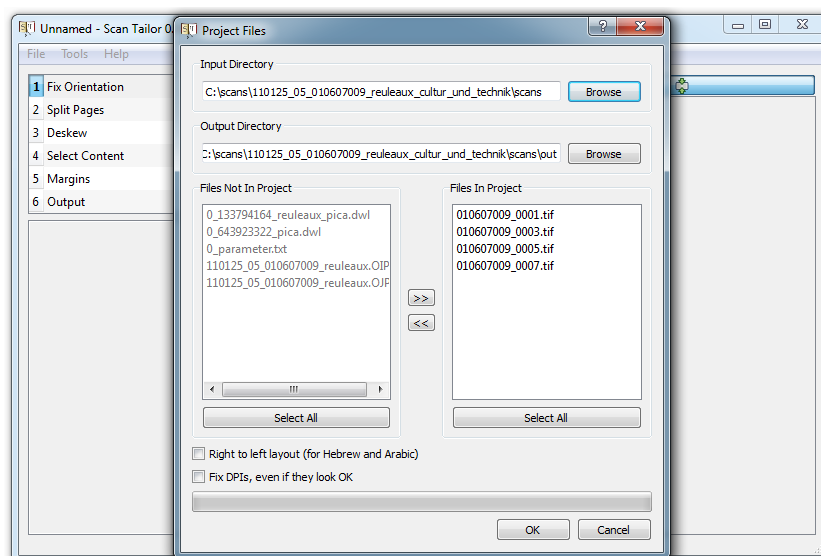 Unnamed - Scan Tailor 0.
File Tools Help
1 Fix Orientation
2 Split Pages
3 Deskew
4 Select Content
5 Margins
6 Output
Project Files
Input Directory
C:\scans\110125_05_010607009_reuleaux_cultur_und_technik\scans
Browse
Output Directory
C:\scans\110125_05_010607009_reuleaux_cultur_und_technik\scans\out
Browse
Files Not In Project
0_133794164_reuleaux_pica.dwl
0_643923322_pica.dwl
0_parameter.txt
110125_05_010607009_reuleaux.OIP
110125_05_010607009_reuleaux.OJP
Select All
>>
<<
Files In Project
010607009_0001.tif
010607009_0003.tif
010607009_0005.tif
010607009_0007.tif
Select All
Right to left layout (for Hebrew and Arabic)
Fix DPIs, even if they look OK
OK
Cancel